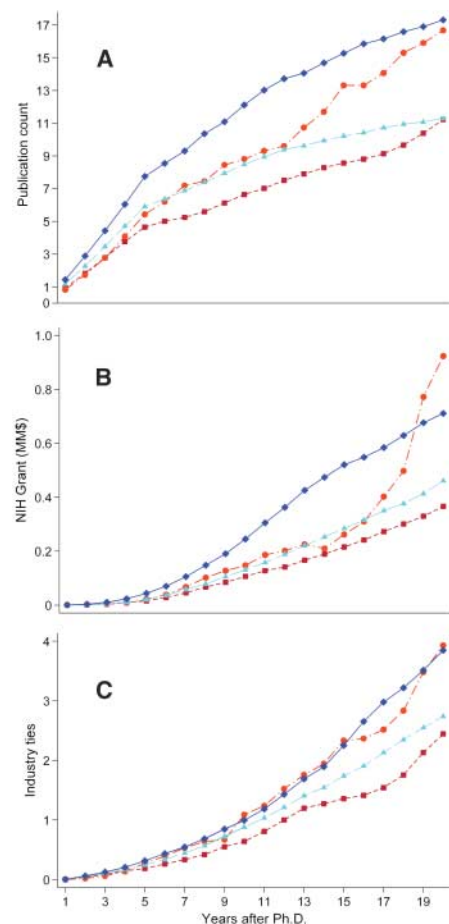 A
17
15
13
11
9
7
5
3
1
0
Publication count
B
1.0
0.8
0.6
0.4
0.2
0
NIH Grant (MM$)
C
4
3
2
1
0
Industry ties
1 3 5 7 9 11 13 15 17 19
Years after Ph.D.